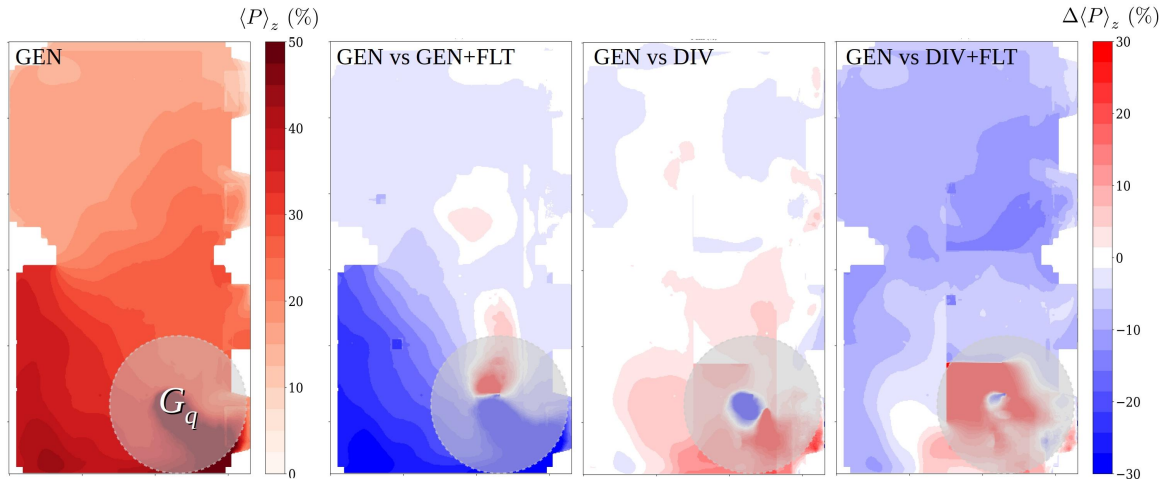 ⟨P⟩z (%)
Δ⟨P⟩z (%)
GEN
50
40
30
20
10
0
Gq
GEN vs GEN+FLT
GEN vs DIV
GEN vs DIV+FLT
30
20
10
0
−10
−20
−30